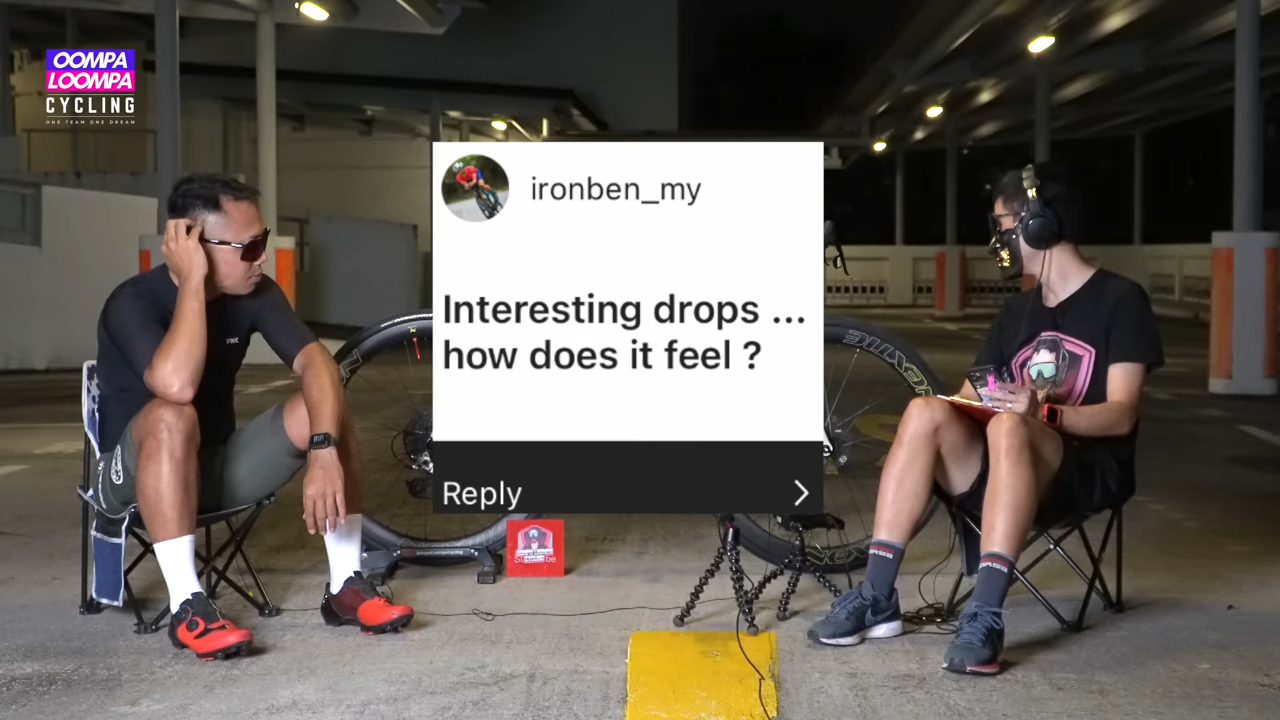 OOMPA
LOOMPA
CYCLING
ONE TEAM ONE DREAM
ironben_my
Interesting drops ...
how does it feel ?
Reply